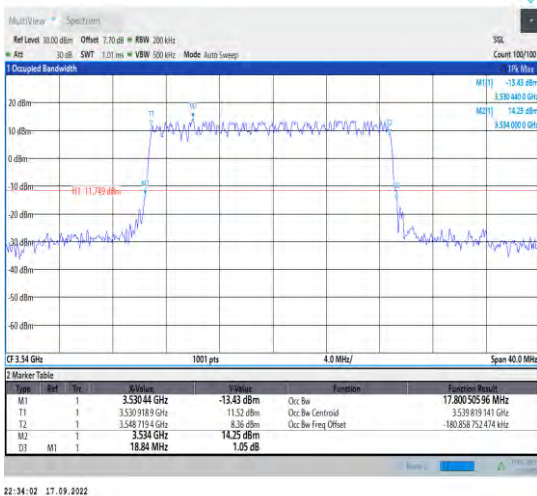 MultiView Spectrum
Ref Level 30.00 dBm Offset 7.70 dB RBW 200 kHz SGL
Att 30 dB SWT 1.01 ms VBW 500 kHz Mode Auto Sweep Count 100/100
1 Occupied Bandwidth 1Pk Max
M1[1] -13.43 dBm
3.530 440 0 GHz
M2[1] 14.25 dBm
3.534 000 0 GHz
20 dBm
10 dBm
0 dBm
-10 dBm
H1 -11.749 dBm
-20 dBm
-30 dBm
-40 dBm
-50 dBm
-60 dBm
T1
M1
CF 3.54 GHz 1001 pts 4.0 MHz/ Span 40.0 MHz
2 Marker Table
Type Ref Trc X-Value Y-Value Function Function Result
M1 1 3.530 44 GHz -13.43 dBm Occ Bw 17.800 505 96 MHz
T1 1 3.530 918 9 GHz 11.52 dBm Occ Bw Centroid 3.539 819 141 GHz
T2 1 3.548 719 4 GHz 8.36 dBm Occ Bw Freq Offset -180.858 752 474 kHz
M2 1 3.534 GHz 14.25 dBm
D3 M1 1 18.84 MHz 1.05 dB
22:34:02 17.09.2022